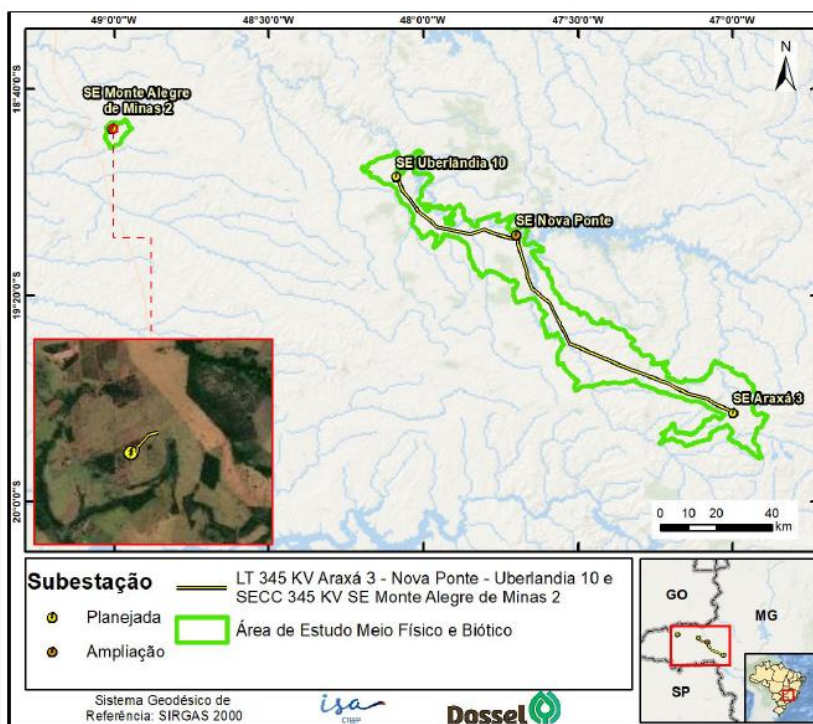 49°0'0"W
48°30'0"W
48°0'0"W
47°30'0"W
47°0'0"W
N
18°40'0"S
19°20'0"S
20°0'0"S
SE Monte Alegre
de Minas 2
SE Uberlândia 10
SE Nova Ponte
SE Araxá 3
0 10 20 40
km
Subestação
Planejada
Ampliação
LT 345 KV Araxá 3 - Nova Ponte - Uberlandia 10 e
SECC 345 KV SE Monte Alegre de Minas 2
Área de Estudo Meio Físico e Biótico
GO
MG
SP
Sistema Geodésico de
Referência: SIRGAS 2000
isa
CTEEP
Dossel